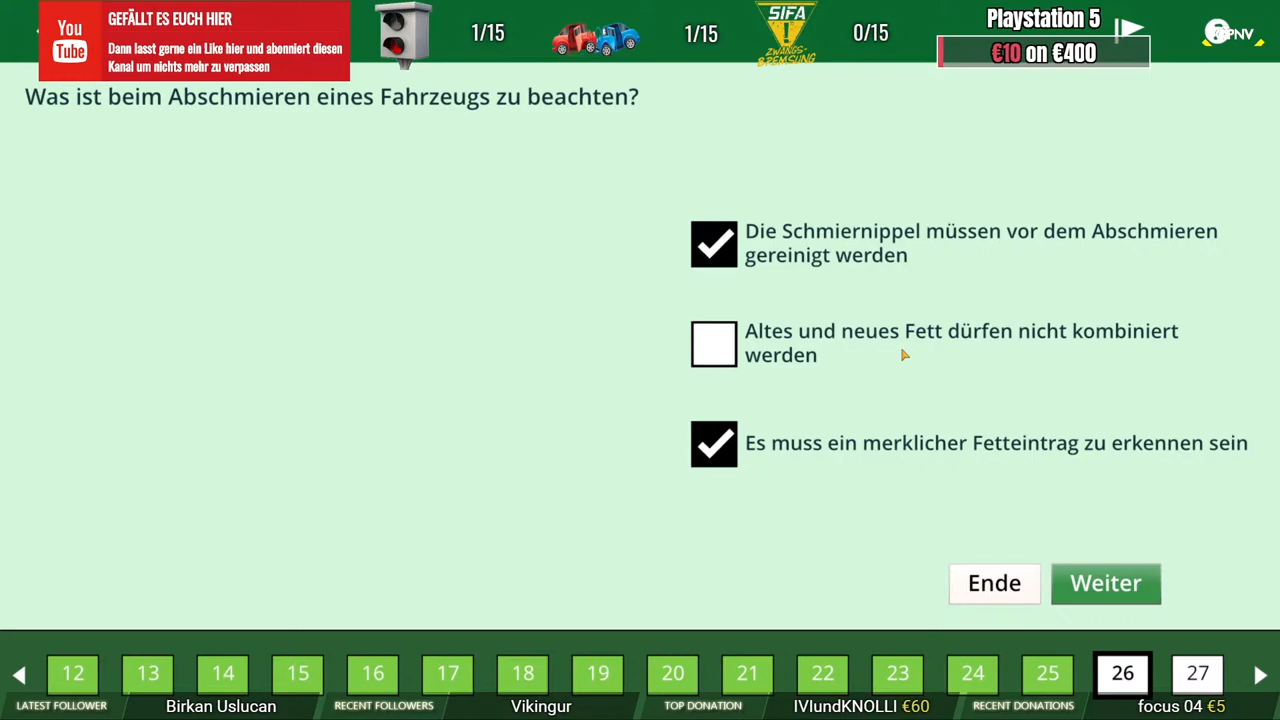 You
Tube
GEFÄLLT ES EUCH HIER
Dann lasst gerne ein Like hier und abonniert diesen
Kanal um nichts mehr zu verpassen
1/15
1/15
SIFA
ZWANGS-
BREMSUNG
0/15
Playstation 5
€10 on €400
Was ist beim Abschmieren eines Fahrzeugs zu beachten?
Die Schmiernippel müssen vor dem Abschmieren
gereinigt werden
Altes und neues Fett dürfen nicht kombiniert
werden
Es muss ein merklicher Fetteintrag zu erkennen sein
Ende
Weiter
12 13 14 15 16 17 18 19 20 21 22 23 24 25 26 27
LATEST FOLLOWER Birkan Uslucan RECENT FOLLOWERS Vikingur TOP DONATION IVIundKNOLLI €60 RECENT DONATIONS focus 04 €5